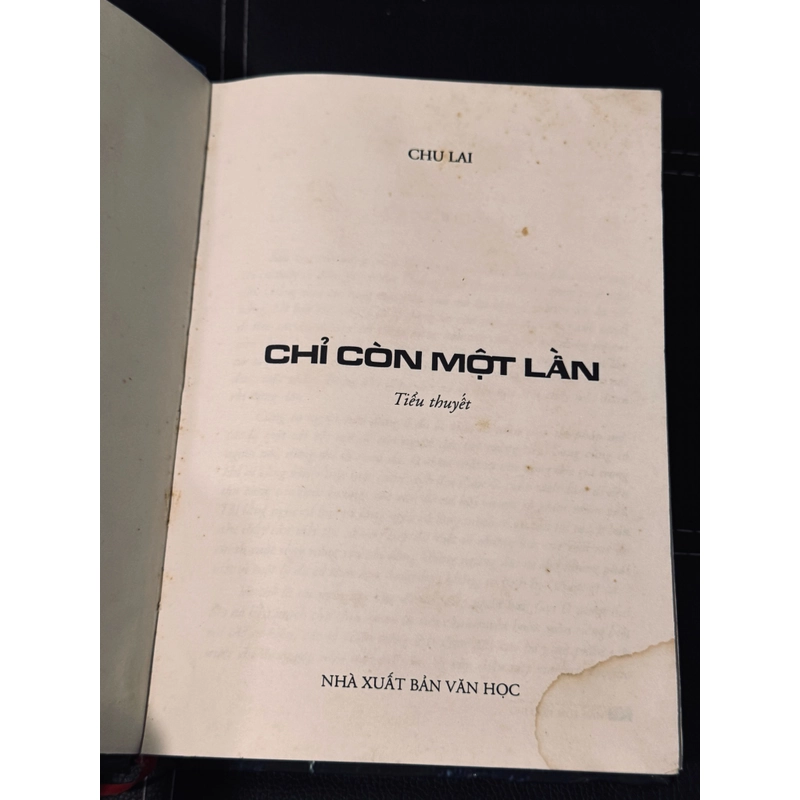 CHU LAI
CHỈ CÒN MỘT LẦN
Tiểu thuyết
NHÀ XUẤT BẢN VĂN HỌC